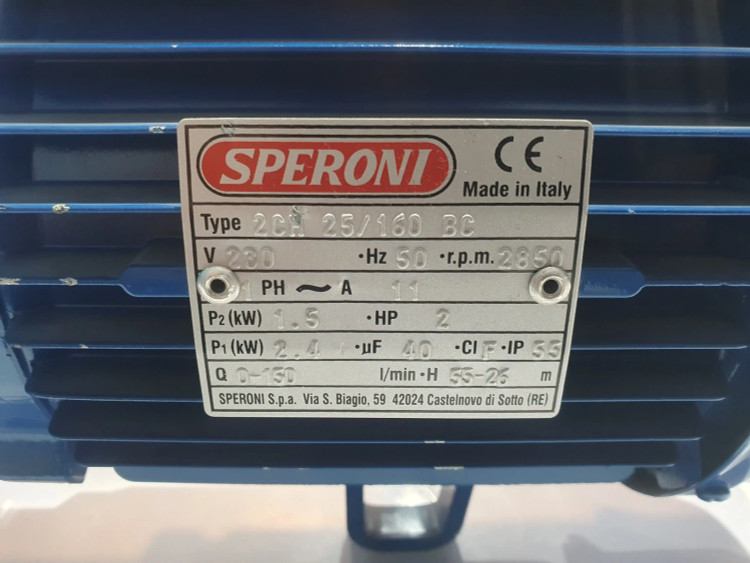 SPERONI
CE
Made in Italy
Type 2CM 25/160 BC
V 230 ·Hz 50 ·r.p.m. 2850
1 PH ~ A 11
P2 (kW) 1.5 ·HP 2
P1 (kW) 2.4 ·µF 40 ·Cl F ·IP 55
Q 0-150 l/min ·H 55-26 m
SPERONI S.p.a. Via S. Biagio, 59 42024 Castelnovo di Sotto (RE)